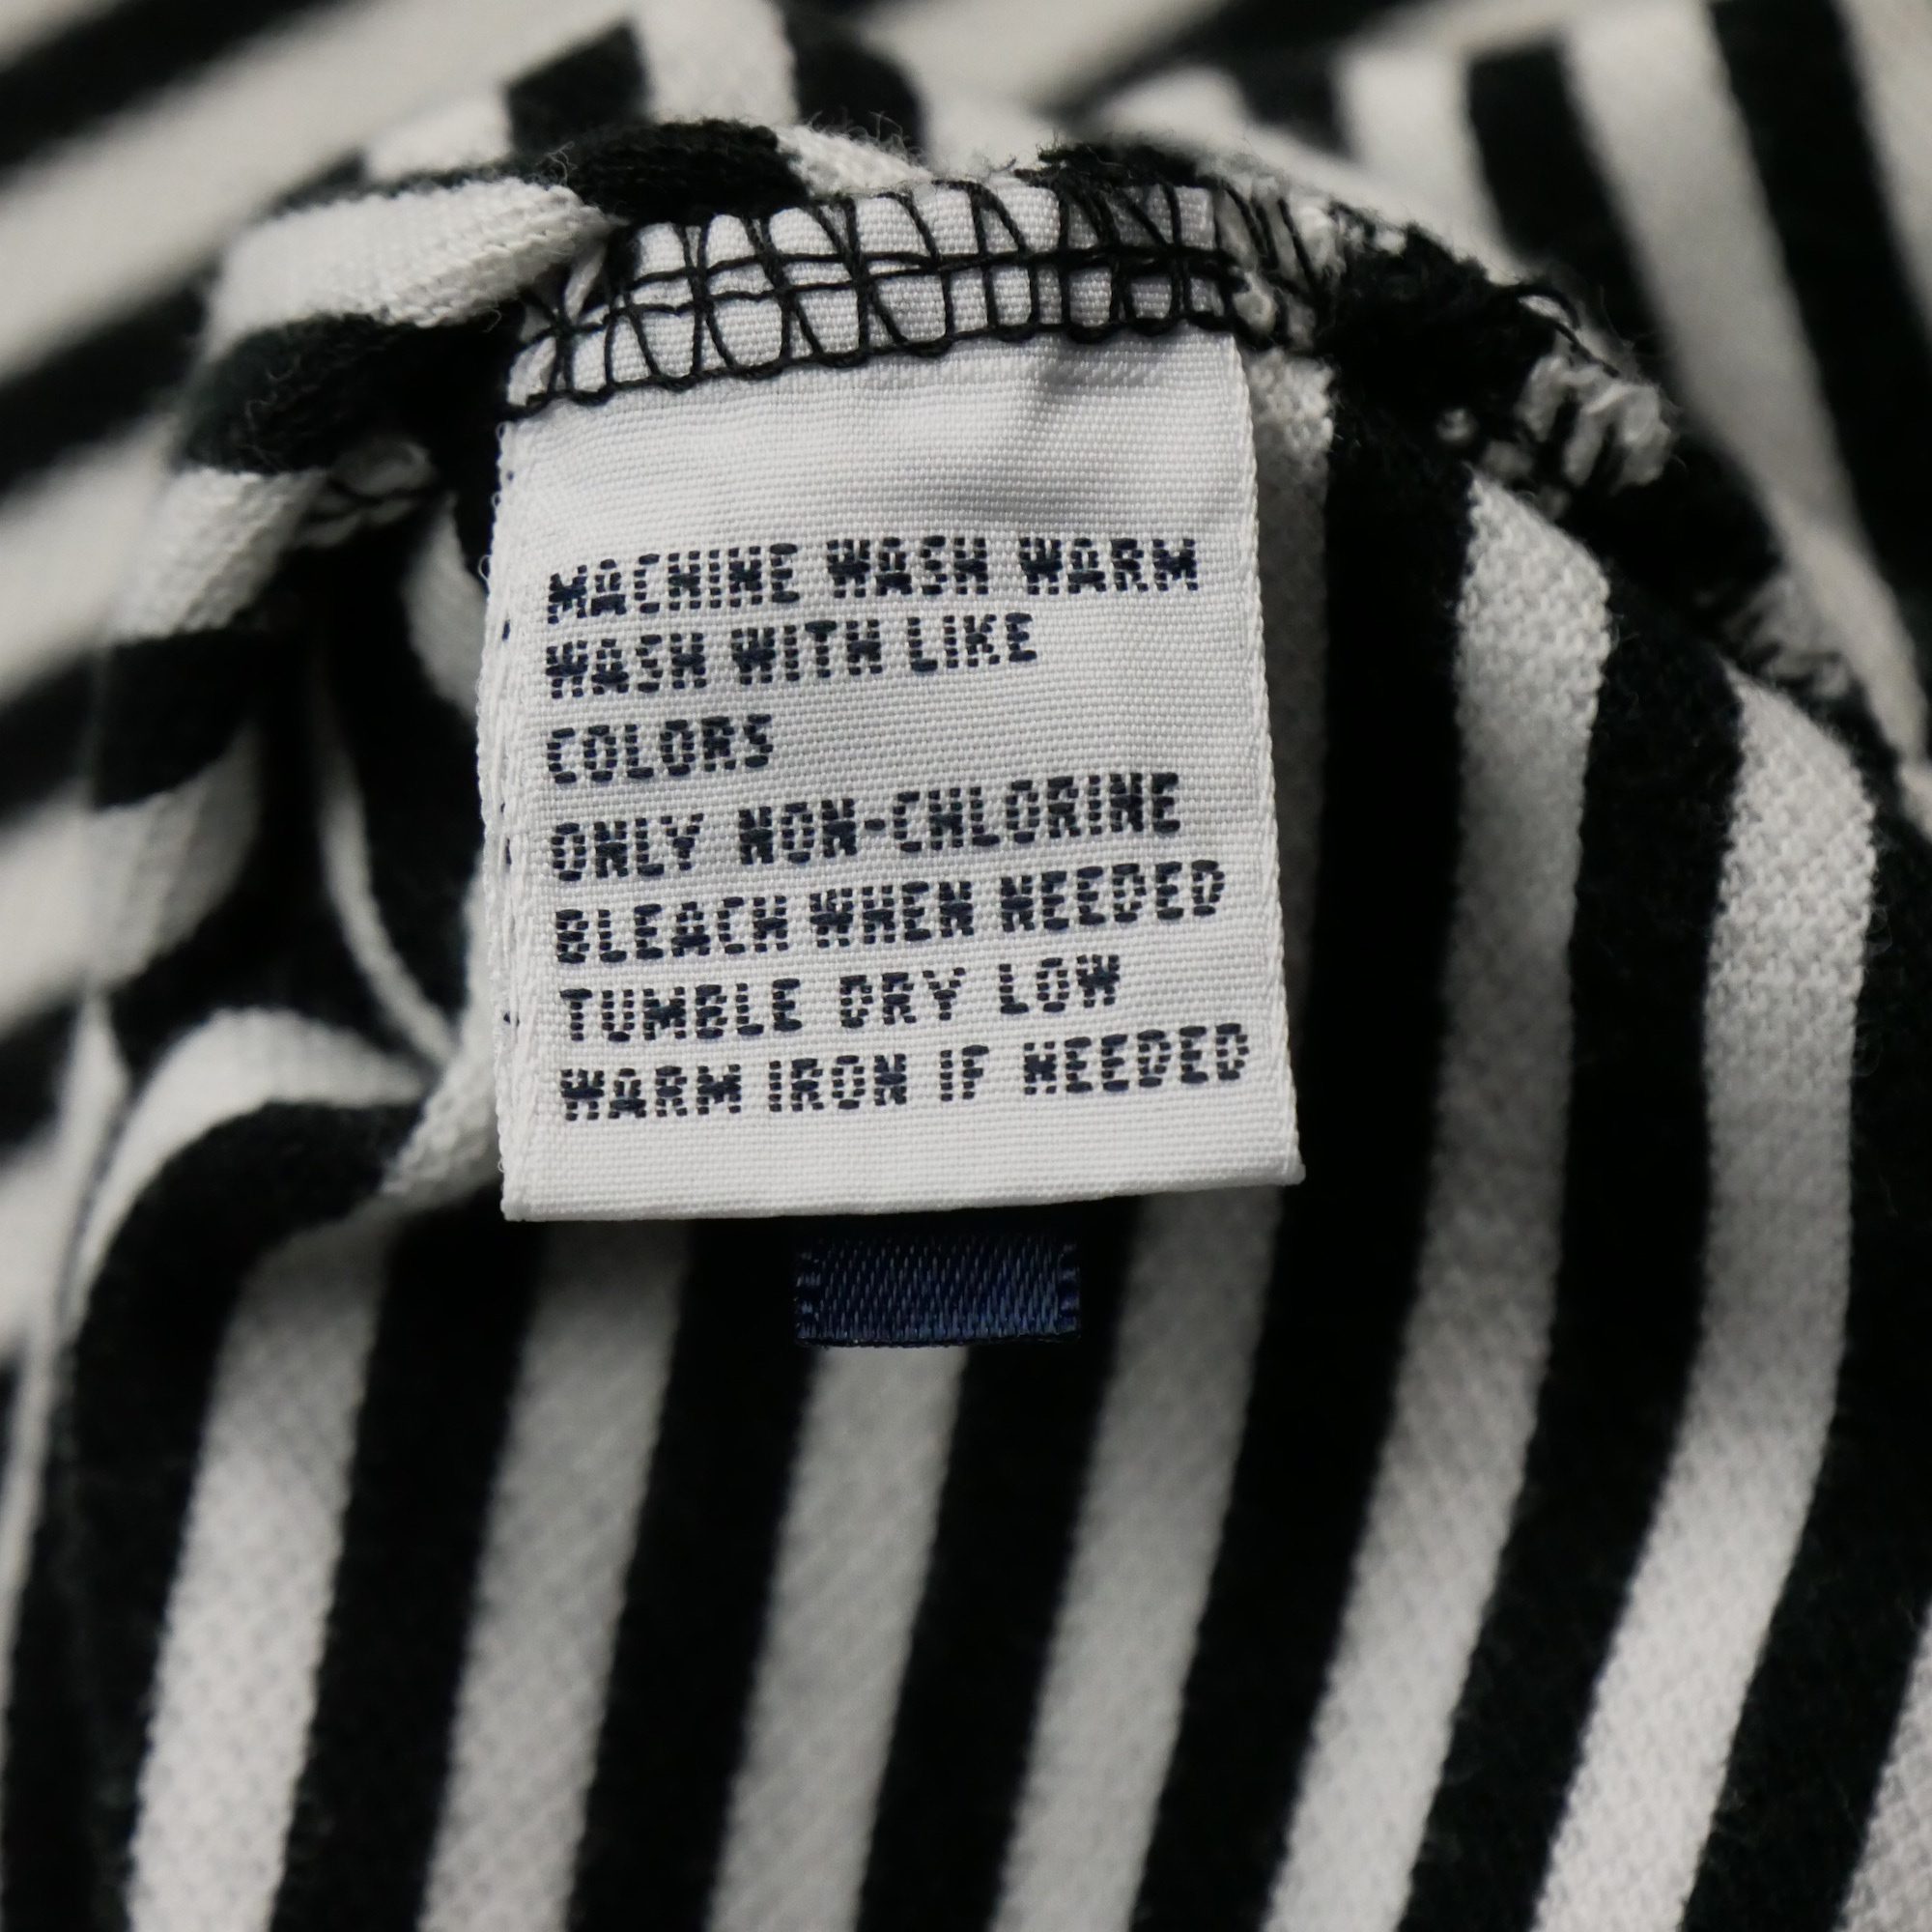 MACHINE WASH WARM
WASH WITH LIKE
COLORS
ONLY NON-CHLORINE
BLEACH WHEN NEEDED
TUMBLE DRY LOW
WARM IRON IF NEEDED